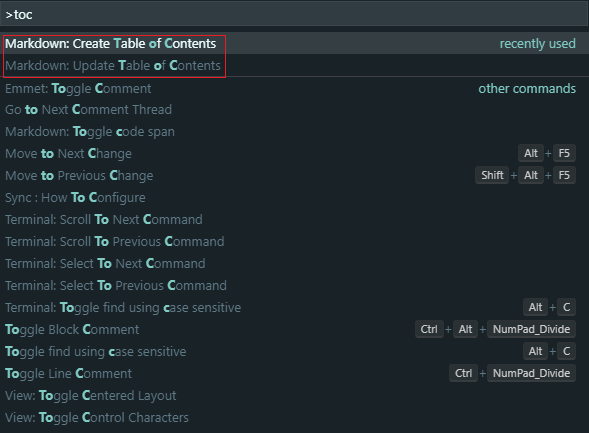 >toc
Markdown: Create Table of Contents recently used
Markdown: Update Table of Contents
Emmet: Toggle Comment other commands
Go to Next Comment Thread
Markdown: Toggle code span
Move to Next Change Alt + F5
Move to Previous Change Shift + Alt + F5
Sync : How To Configure
Terminal: Scroll To Next Command
Terminal: Scroll To Previous Command
Terminal: Select To Next Command
Terminal: Select To Previous Command
Terminal: Toggle find using case sensitive Alt + C
Toggle Block Comment Ctrl + Alt + NumPad_Divide
Toggle find using case sensitive Alt + C
Toggle Line Comment Ctrl + NumPad_Divide
View: Toggle Centered Layout
View: Toggle Control Characters